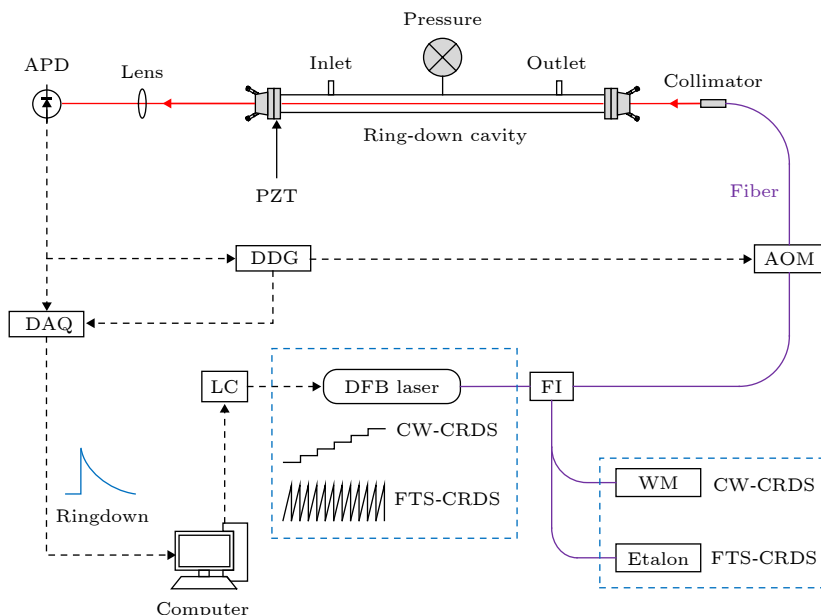 Pressure
APD
Lens
Inlet
Outlet
Collimator
Ring-down cavity
PZT
Fiber
DDG
AOM
DAQ
LC
DFB laser
FI
CW-CRDS
WM
CW-CRDS
FTS-CRDS
Ringdown
Etalon
FTS-CRDS
Computer